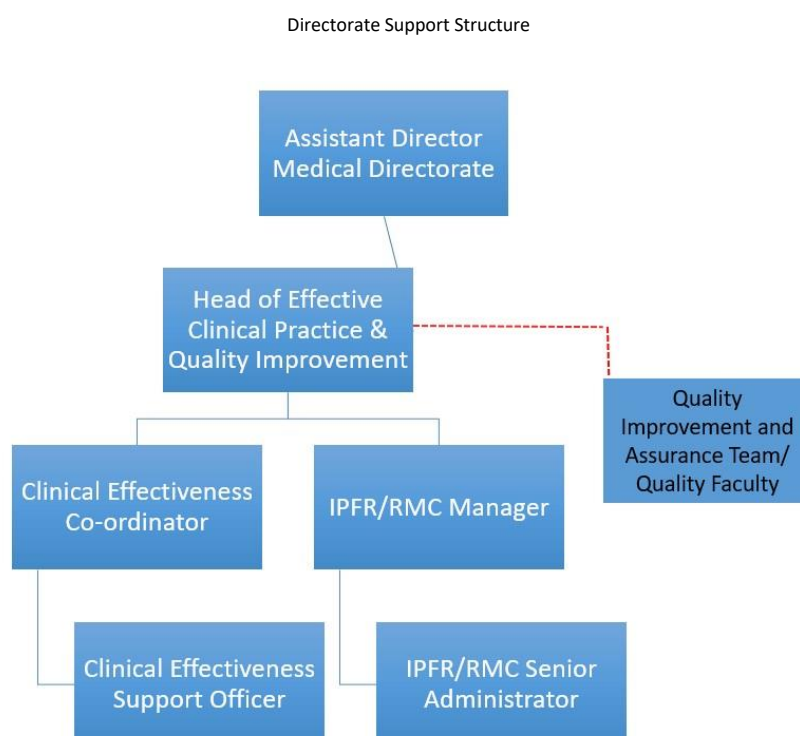 Directorate Support Structure
Assistant Director
Medical Directorate
Head of Effective
Clinical Practice &
Quality Improvement
Quality
Improvement and
Assurance Team/
Quality Faculty
Clinical Effectiveness
Co-ordinator
IPFR/RMC Manager
Clinical Effectiveness
Support Officer
IPFR/RMC Senior
Administrator